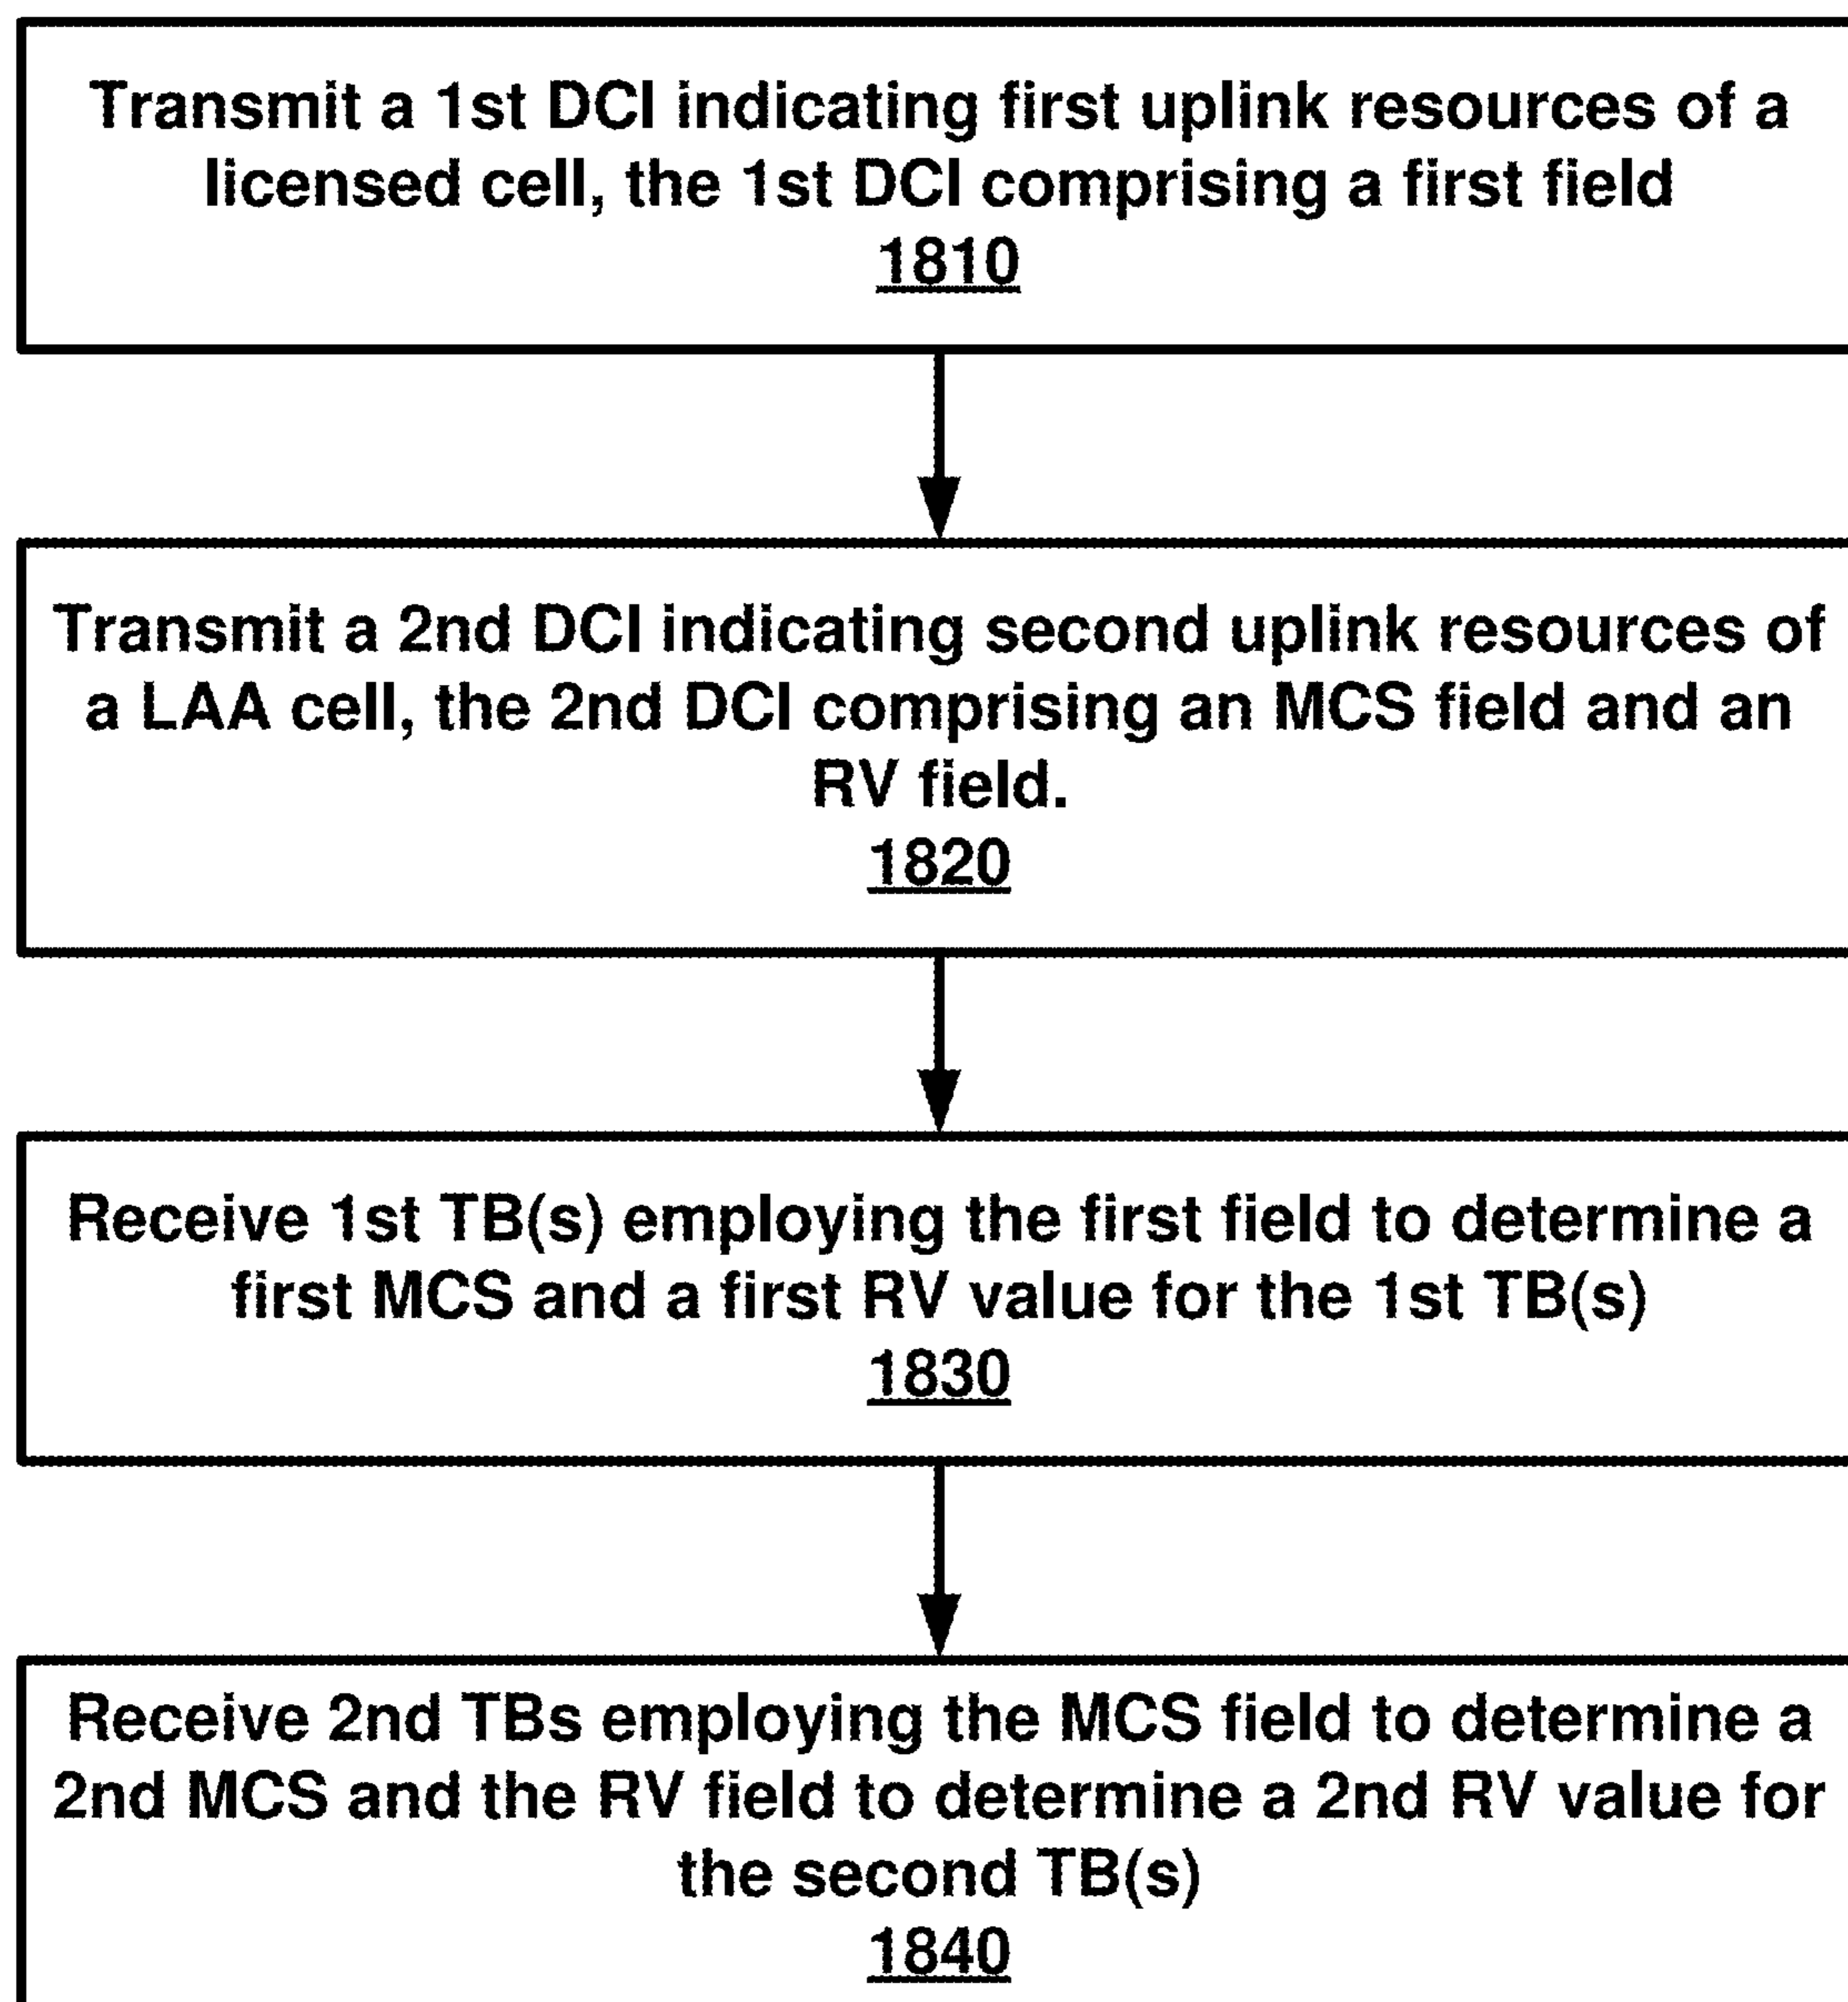 Transmit a 1st DCI indicating first uplink resources of a
licensed cell, the 1st DCI comprising a first field
1810
Transmit a 2nd DCI indicating second uplink resources of
a LAA cell, the 2nd DCI comprising an MCS field and an
RV field.
1820
Receive 1st TB(s) employing the first field to determine a
first MCS and a first RV value for the 1st TB(s)
1830
Receive 2nd TBs employing the MCS field to determine a
2nd MCS and the RV field to determine a 2nd RV value for
the second TB(s)
1840